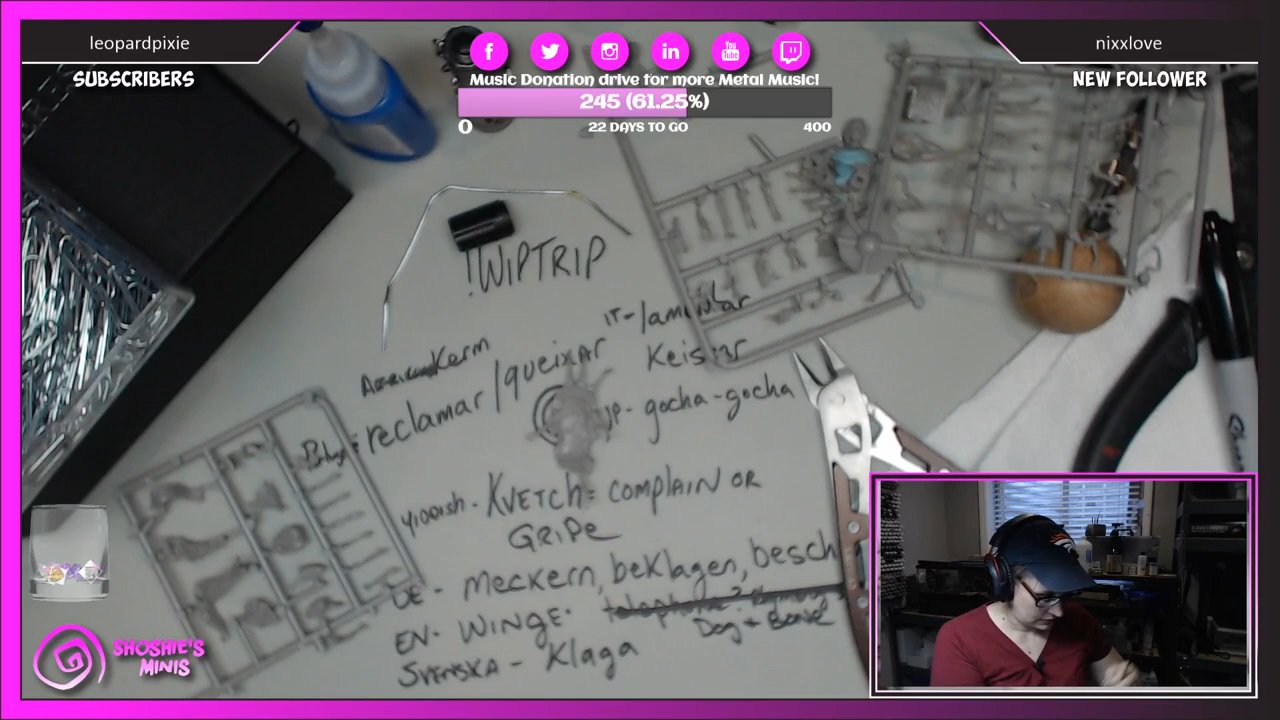 leopardpixie
SUBSCRIBERS
nixxlove
NEW FOLLOWER
Music Donation drive for more Metal Music!
245 (61.25%)
0
22 DAYS TO GO
400
!WIPTRIP
Kerm
reclamar/queixar
IT-
JP- gocha-gocha
YIDDISH- KVETCH= COMPLAIN OR
GRIPE
DE - meckern, beklagen, besch
EN- WINGE-
Dog + Bone
SVENSKA - Klaga
SHOSHIE'S
MINIS